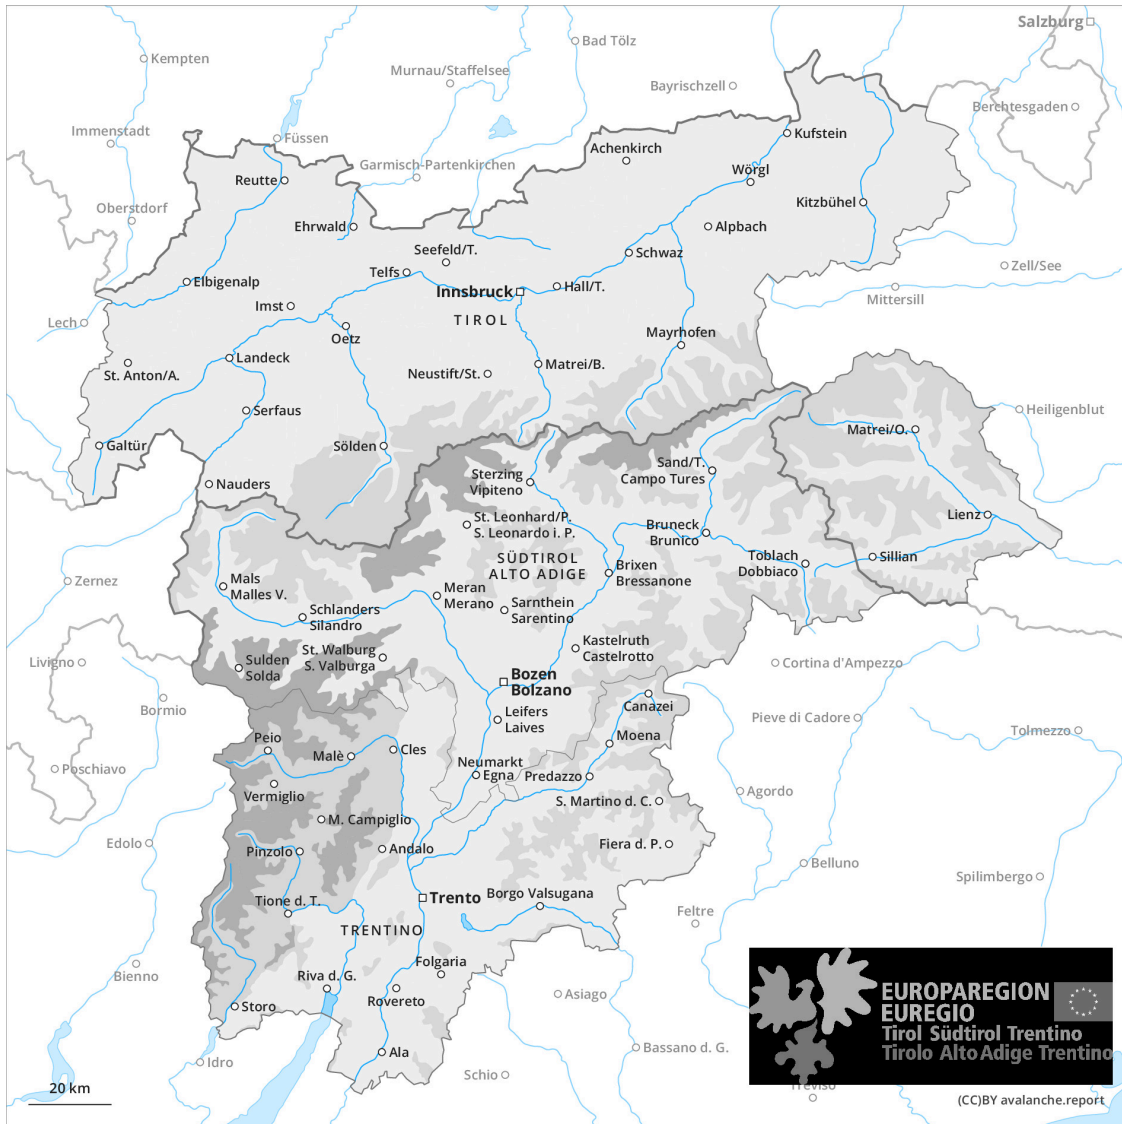 Salzburg
Bad Tölz
Kempten
Murnau/Staffelsee
Bayrischzell
Berchtesgaden
Immenstadt
Füssen
Kufstein
Achenkirch
Garmisch-Partenkirchen
Wörgl
Reutte
Oberstdorf
Kitzbühel
Ehrwald
Alpbach
Seefeld/T.
Schwaz
Zell/See
Telfs
Elbigenalp
Innsbruck
Hall/T.
Mittersill
Imst
TIROL
Lech
Oetz
Mayrhofen
Landeck
Matrei/B.
St. Anton/A.
Neustift/St.
Serfaus
Heiligenblut
Matrei/O.
Galtür
Sölden
Sand/T.
Campo Tures
Sterzing
Vipiteno
Nauders
St. Leonhard/P.
S. Leonardo i. P.
Lienz
Bruneck
Brunico
SÜDTIROL
ALTO ADIGE
Toblach
Dobbiaco
Sillian
Brixen
Bressanone
Zernez
Mals
Malles V.
Meran
Merano
Sarnthein
Sarentino
Schlanders
Silandro
Kastelruth
Castelrotto
St. Walburg
S. Valburga
Livigno
Sulden
Solda
Cortina d'Ampezzo
Bozen
Bolzano
Bormio
Canazei
Leifers
Laives
Pieve di Cadore
Tolmezzo
Peio
Moena
Malè
Cles
Neumarkt
Egna
Predazzo
Poschiavo
Vermiglio
Agordo
S. Martino d. C.
M. Campiglio
Edolo
Fiera d. P.
Pinzolo
Andalo
Belluno
Spilimbergo
Borgo Valsugana
Tione d. T.
Trento
Feltre
TRENTINO
Folgaria
Bienno
Riva d. G.
Rovereto
Asiago
Storo
EUROPAREGION
EUREGIO
Tirol Südtirol Trentino
Tirolo Alto Adige Trentino
Ala
Bassano d. G.
Idro
Schio
20 km
Treviso
(CC)BY avalanche.report